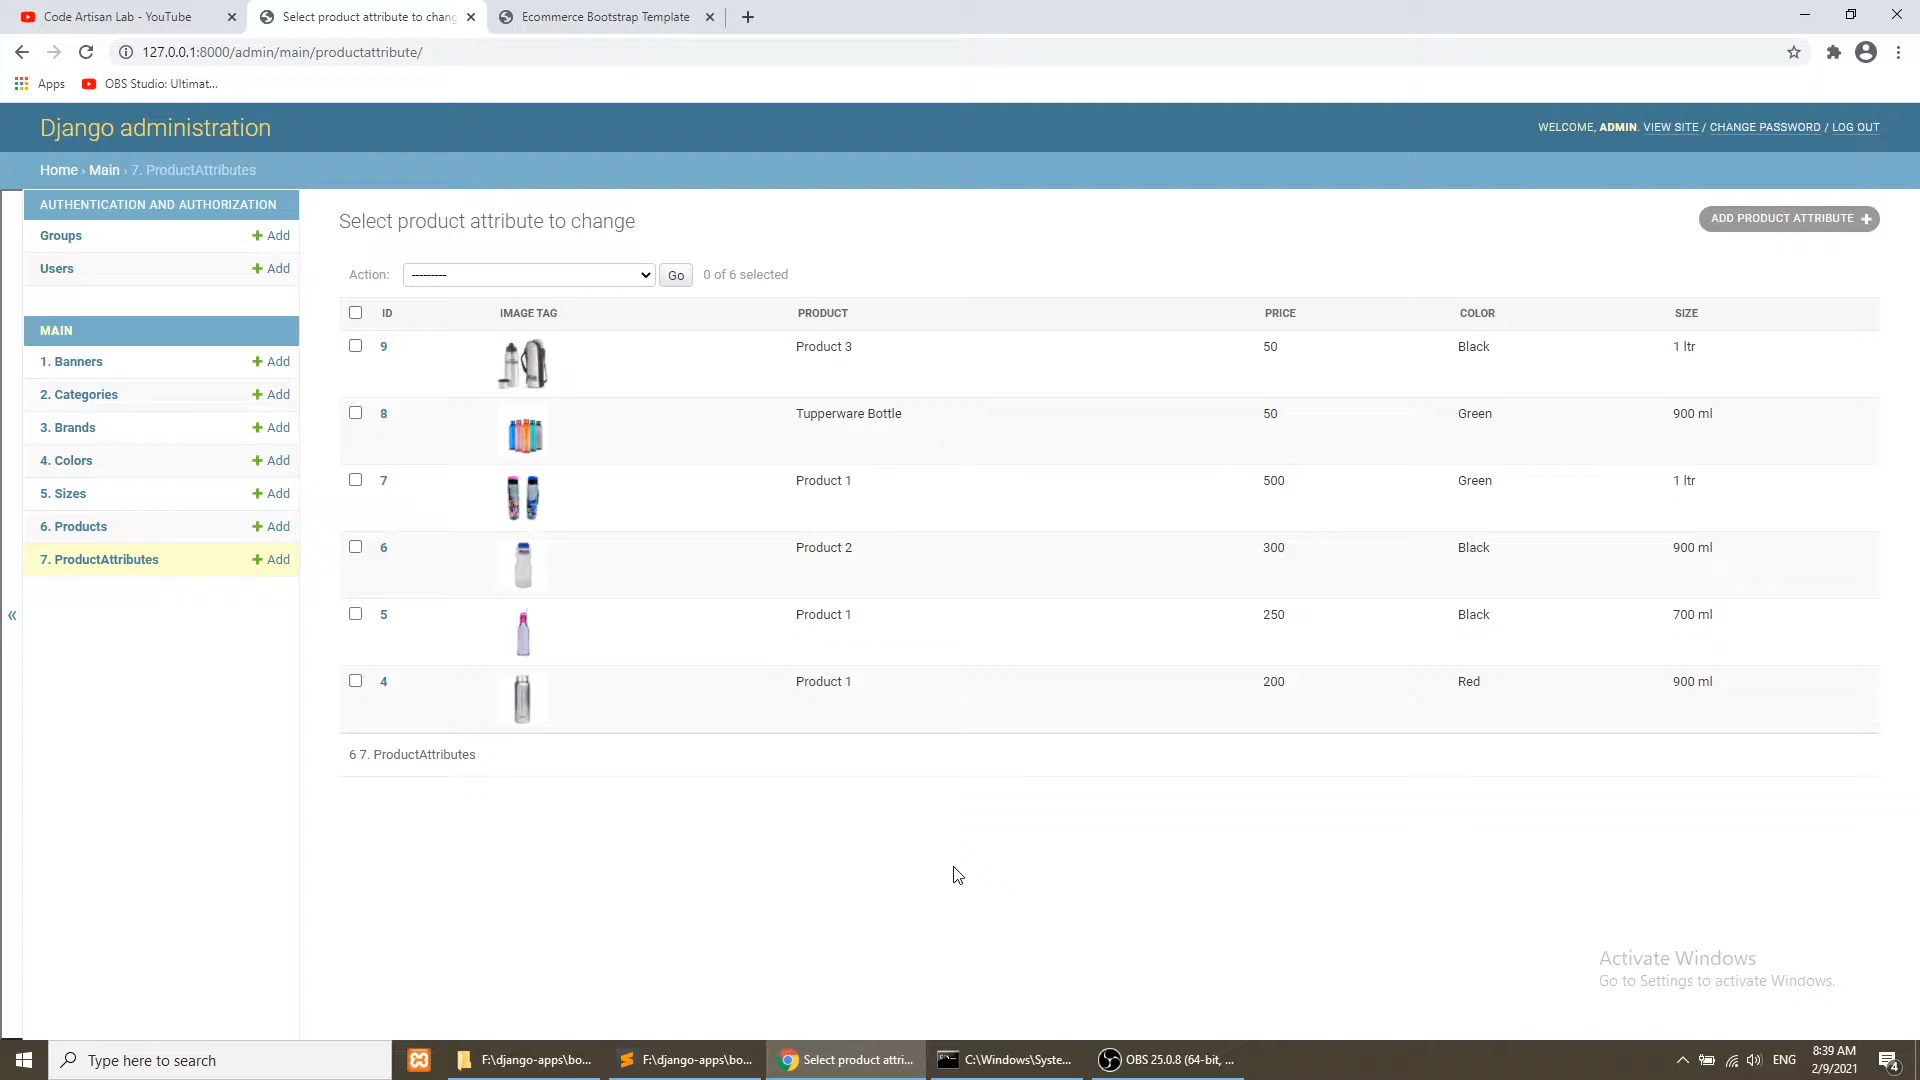 Code Artisan Lab - YouTube
Select product attribute to chang
Ecommerce Bootstrap Template
127.0.0.1:8000/admin/main/productattribute/
Apps
OBS Studio: Ultimat...
Django administration
WELCOME, ADMIN. VIEW SITE / CHANGE PASSWORD / LOG OUT
Home › Main › 7. ProductAttributes
AUTHENTICATION AND AUTHORIZATION
Groups + Add
Users + Add
MAIN
1. Banners + Add
2. Categories + Add
3. Brands + Add
4. Colors + Add
5. Sizes + Add
6. Products + Add
7. ProductAttributes + Add
«
Select product attribute to change
ADD PRODUCT ATTRIBUTE +
Action: --------- Go 0 of 6 selected
ID IMAGE TAG PRODUCT PRICE COLOR SIZE
9 Product 3 50 Black 1 ltr
8 Tupperware Bottle 50 Green 900 ml
7 Product 1 500 Green 1 ltr
6 Product 2 300 Black 900 ml
5 Product 1 250 Black 700 ml
4 Product 1 200 Red 900 ml
6 7. ProductAttributes
Activate Windows
Go to Settings to activate Windows.
Type here to search
F:\django-apps\bo...
F:\django-apps\bo...
Select product attri...
C:\Windows\Syste...
OBS 25.0.8 (64-bit, ...
ENG
8:39 AM
2/9/2021
4